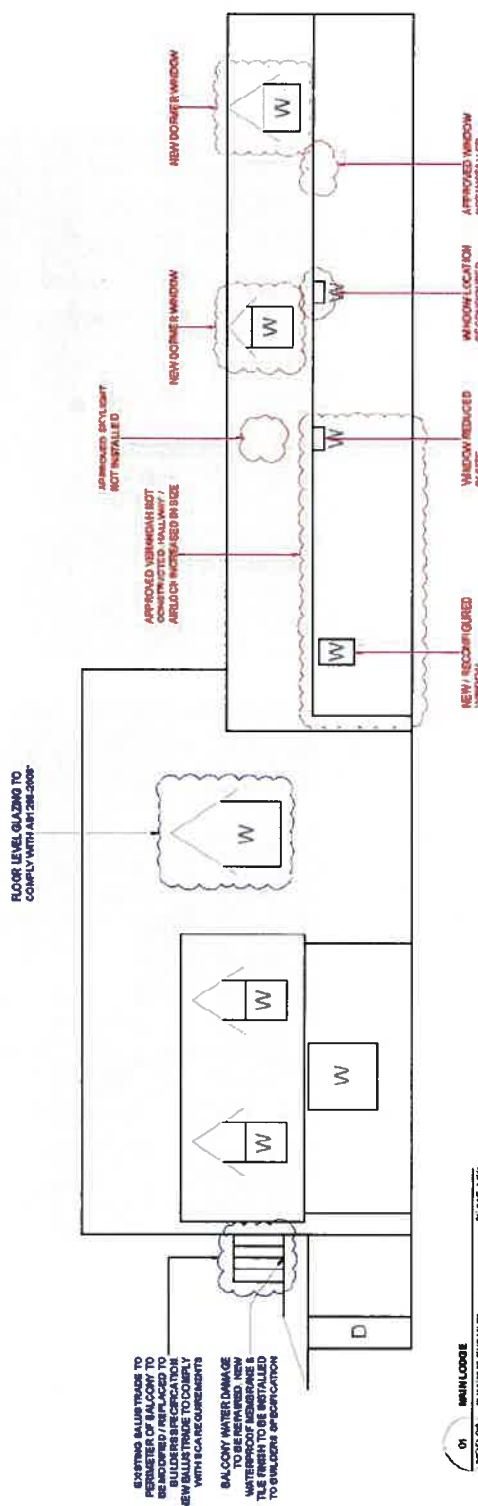 FLOOR LEVEL GLAZING TO
COMPLY WITH
NEW DORMER WINDOW
NEW DORMER WINDOW
APPROVED SKYLIGHT
NOT INSTALLED
APPROVED VERANDAH NOT
CONSTRUCTED. HALLWAY /
AIRLOCK INCREASED IN SIZE
EXISTING BALUSTRADE TO
PERIMETER OF BALCONY TO
BE MODIFIED / REPLACED TO
BUILDERS SPECIFICATION
NEW BALUSTRADE TO COMPLY
WITH BCA REQUIREMENTS
BALCONY WATER DAMAGE
TO BE REPAIRED. NEW
WATERPROOF MEMBRANE &
TILE FINISH TO BE INSTALLED
TO BUILDERS SPECIFICATION
W
W
W
W
W
W
W
W
W
D
NEW / RECONFIGURED
WINDOW
WINDOW REDUCED
WINDOW LOCATION
APPROVED WINDOW
01
MAIN LODGE